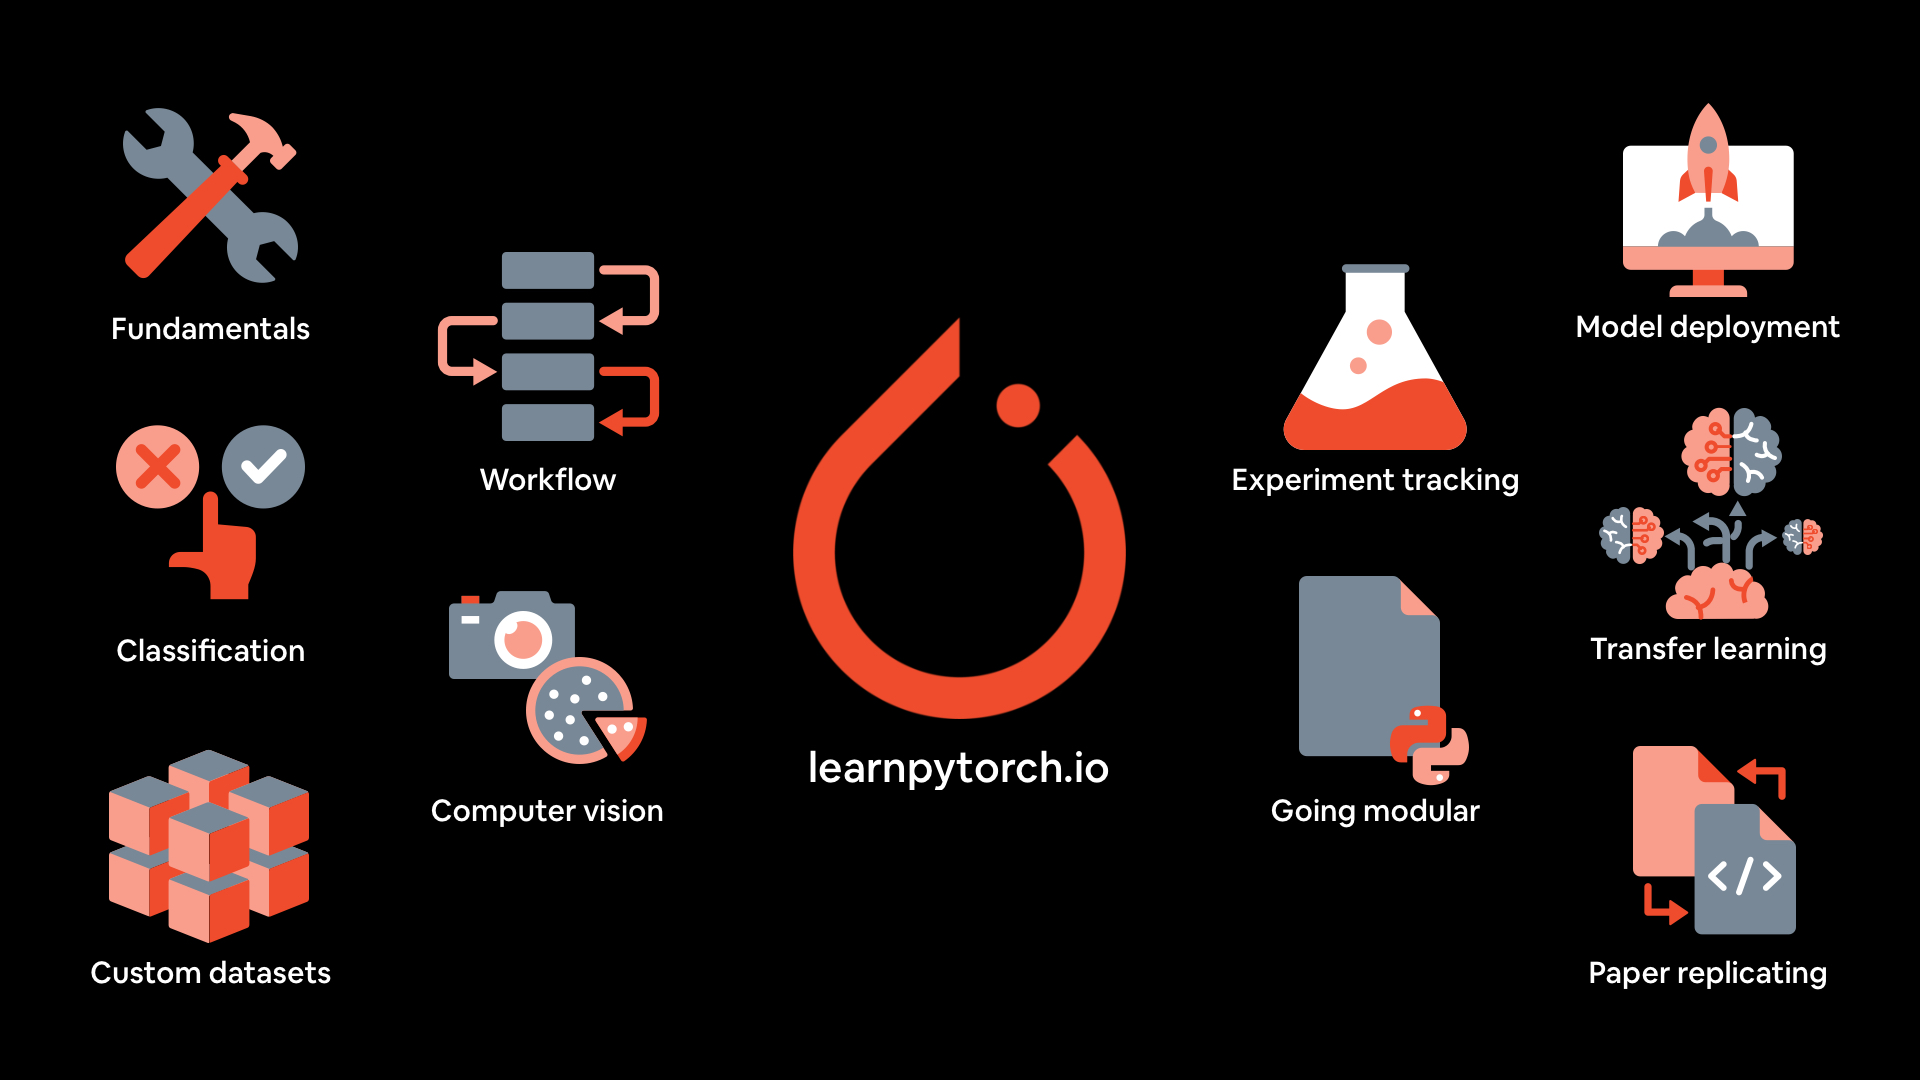 Fundamentals
Workflow
Classification
Computer vision
Custom datasets
learnpytorch.io
Experiment tracking
Model deployment
Going modular
Transfer learning
Paper replicating
</>